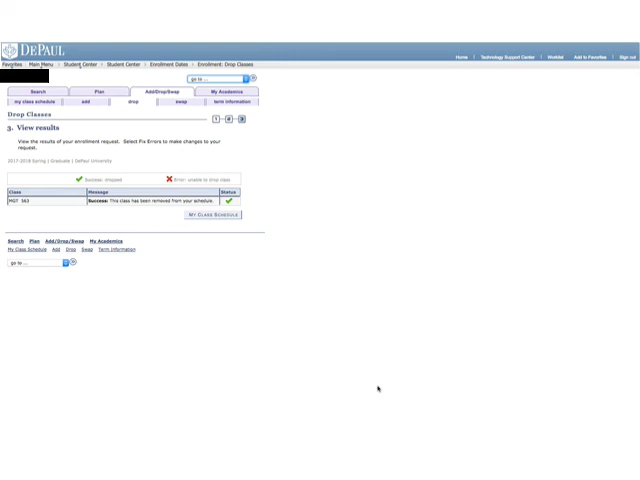 DEPAUL
Home | Technology Support Center | Worklist | Add to Favorites | Sign out
Favorites Main Menu > Student Center > Student Center > Enrollment Dates > Enrollment: Drop Classes
go to ...
Search Plan Add/Drop/Swap My Academics
my class schedule add drop swap term information
Drop Classes
1 2 3
3. View results
View the results of your enrollment request. Select Fix Errors to make changes to your
request.
2017-2018 Spring | Graduate | DePaul University
Success: dropped Error: unable to drop class
Class Message Status
MGT 563 Success: This class has been removed from your schedule.
MY CLASS SCHEDULE
Search Plan Add/Drop/Swap My Academics
My Class Schedule Add Drop Swap Term Information
go to ...